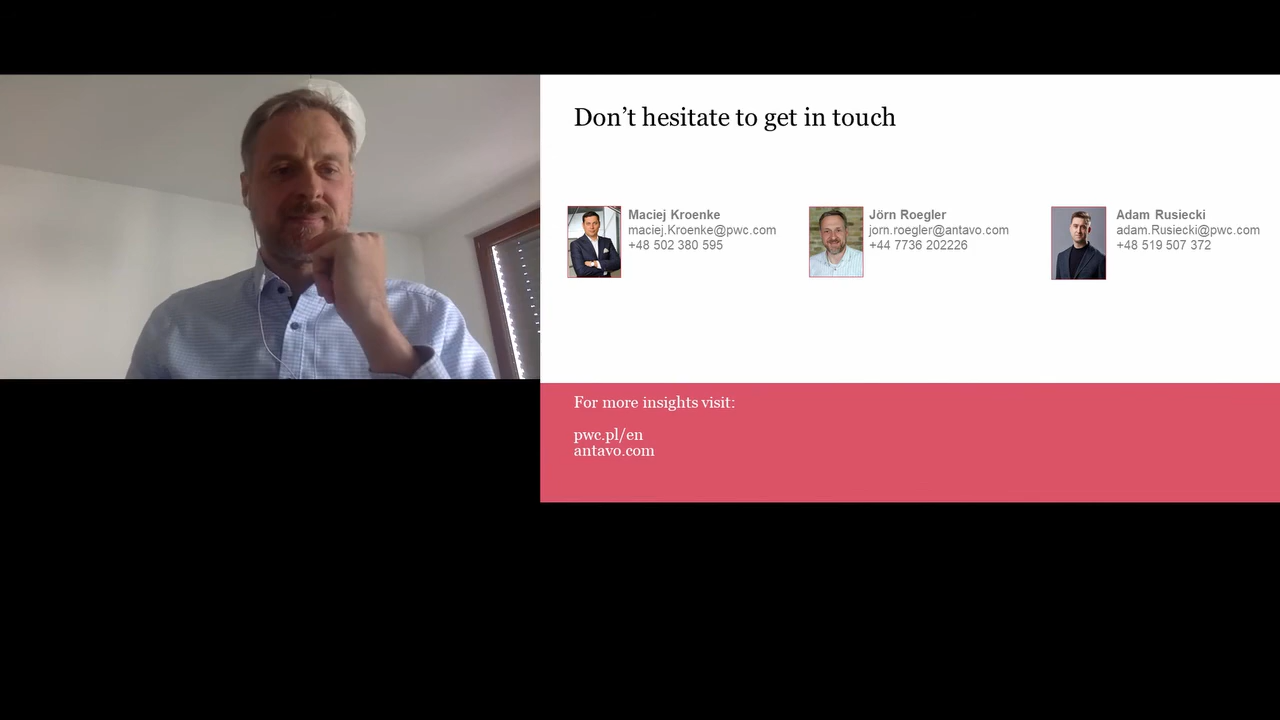 Don’t hesitate to get in touch
Maciej Kroenke
maciej.Kroenke@pwc.com
+48 502 380 595
Jörn Roegler
jorn.roegler@antavo.com
+44 7736 202226
Adam Rusiecki
adam.Rusiecki@pwc.com
+48 519 507 372
For more insights visit:
pwc.pl/en
antavo.com